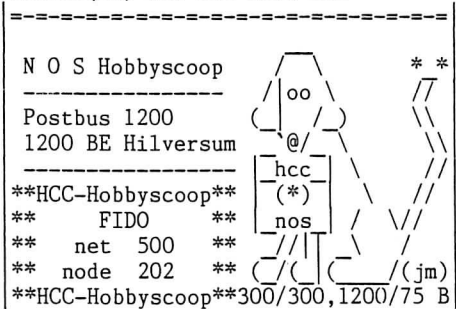 N O S Hobbyscoop
Postbus 1200
1200 BE Hilversum
hcc
(*)
nos
**HCC-Hobbyscoop**
** FIDO **
** net 500 **
** node 202 **
(jm)
**HCC-Hobbyscoop**300/300,1200/75 B